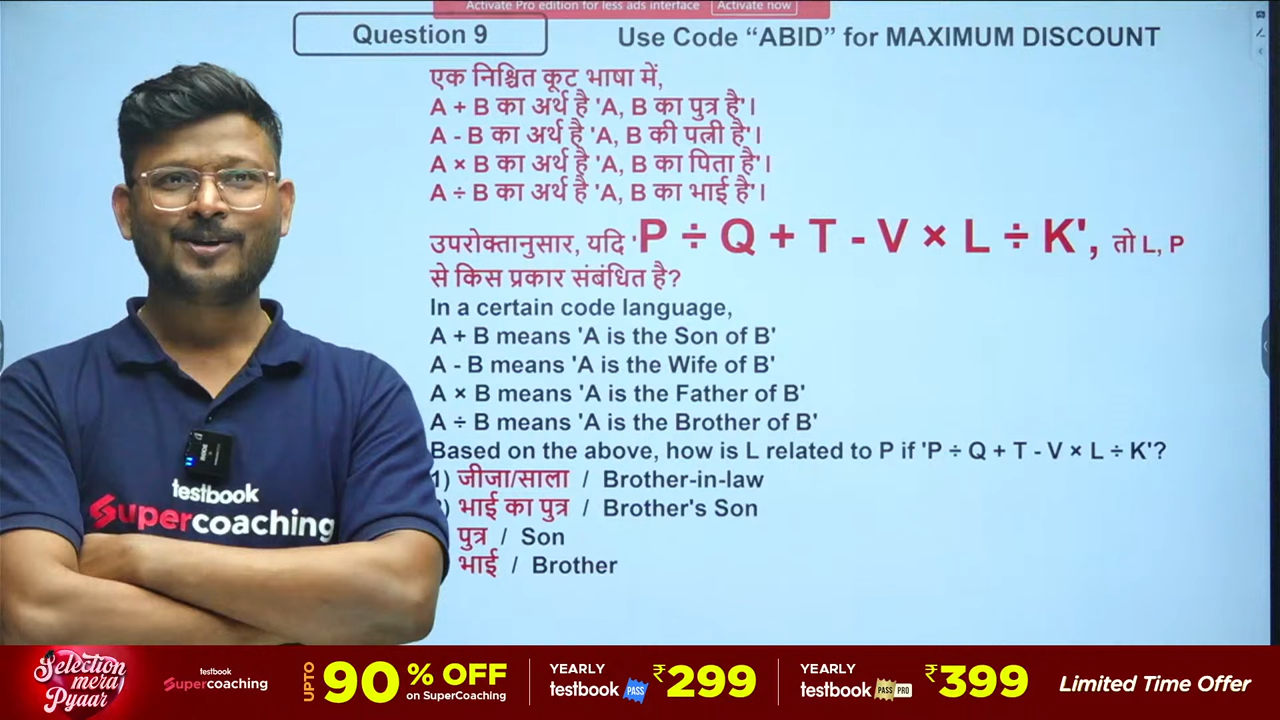 Activate Pro edition for less ads interface Activate now
Question 9
Use Code “ABID” for MAXIMUM DISCOUNT
एक निश्चित कूट भाषा में,
A + B का अर्थ है 'A, B का पुत्र है'।
A - B का अर्थ है 'A, B की पत्नी है'।
A × B का अर्थ है 'A, B का पिता है'।
A ÷ B का अर्थ है 'A, B का भाई है'।
उपरोक्तानुसार, यदि 'P ÷ Q + T - V × L ÷ K', तो L, P
से किस प्रकार संबंधित है?
In a certain code language,
A + B means 'A is the Son of B'
A - B means 'A is the Wife of B'
A × B means 'A is the Father of B'
A ÷ B means 'A is the Brother of B'
Based on the above, how is L related to P if 'P ÷ Q + T - V × L ÷ K'?
1) जीजा/साला / Brother-in-law
) भाई का पुत्र / Brother's Son
पुत्र / Son
भाई / Brother
testbook
Supercoaching
Selection
mera
Pyaar
testbook
Supercoaching
UPTO 90 % OFF
on SuperCoaching
YEARLY
testbook PASS
₹299
YEARLY
testbook PASS PRO
₹399
Limited Time Offer